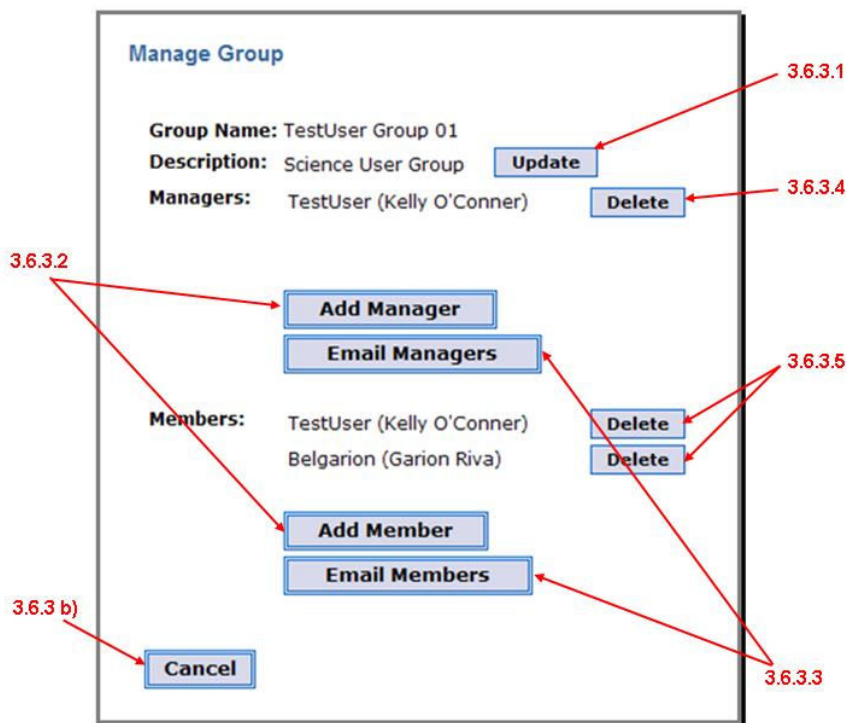 Manage Group
3.6.3.1
Group Name: TestUser Group 01
Description: Science User Group Update
Managers: TestUser (Kelly O'Conner) Delete
3.6.3.4
3.6.3.2
Add Manager
Email Managers
3.6.3.5
Members: TestUser (Kelly O'Conner) Delete
Belgarion (Garion Riva) Delete
Add Member
Email Members
3.6.3 b)
Cancel
3.6.3.3